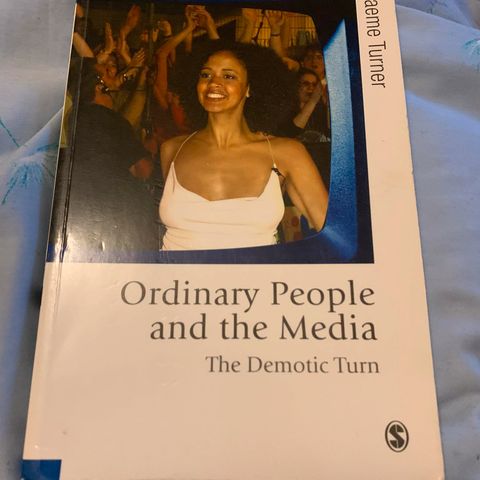 aeme Turner
Ordinary People
and the Media
The Demotic Turn
S